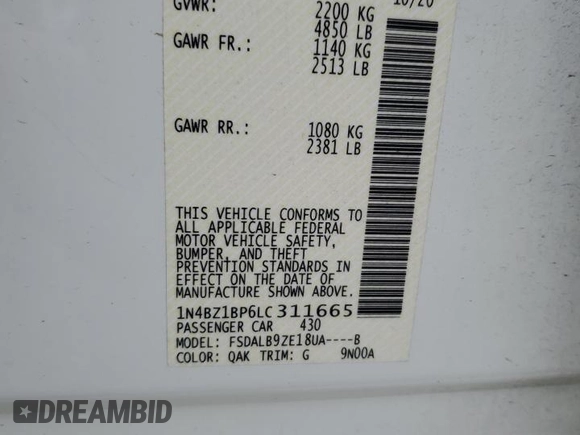 GVWR: 2200 KG
4850 LB
GAWR FR.: 1140 KG
2513 LB
GAWR RR.: 1080 KG
2381 LB
THIS VEHICLE CONFORMS TO
ALL APPLICABLE FEDERAL
MOTOR VEHICLE SAFETY,
BUMPER, AND THEFT
PREVENTION STANDARDS IN
EFFECT ON THE DATE OF
MANUFACTURE SHOWN ABOVE.
1N4BZ1BP6LC311665
PASSENGER CAR 430
MODEL: FSDALB9ZE18UA----B
COLOR: QAK TRIM: G 9N00A
DREAMBID